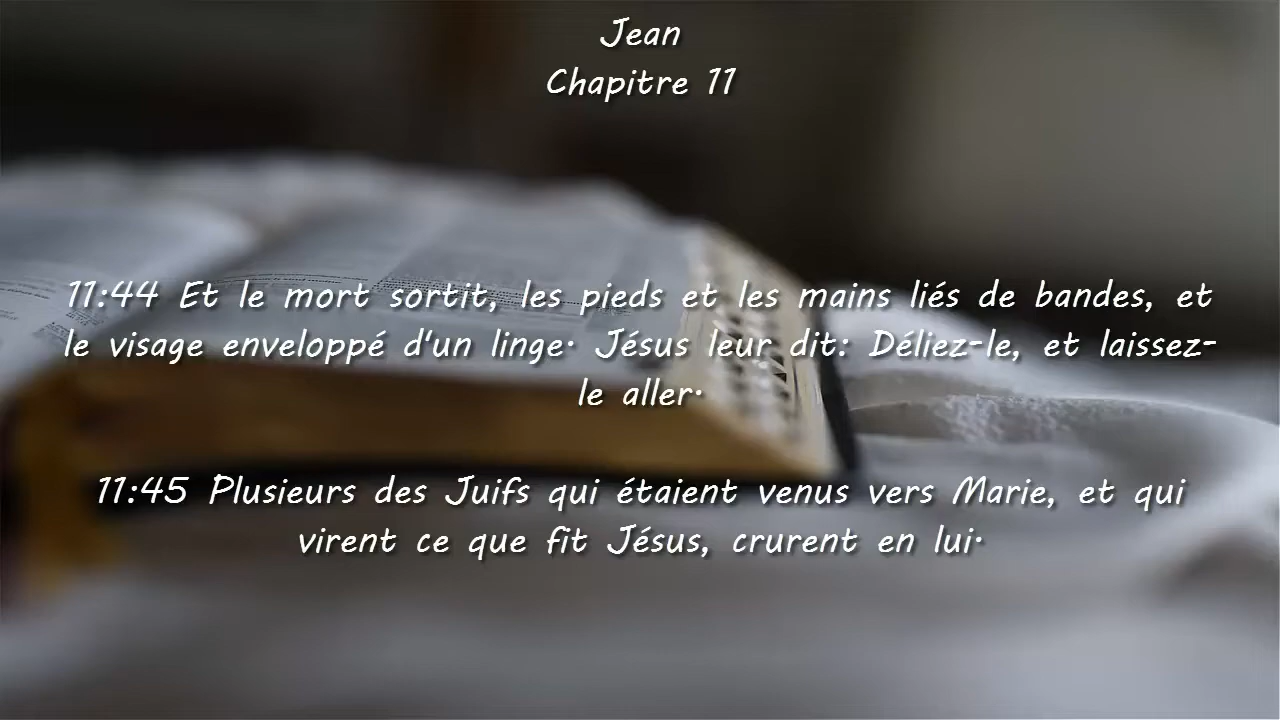 Jean
Chapitre 11
11:44 Et le mort sortit, les pieds et les mains liés de bandes, et
le visage enveloppé d'un linge. Jésus leur dit: Déliez-le, et laissez-
le aller.
11:45 Plusieurs des Juifs qui étaient venus vers Marie, et qui
virent ce que fit Jésus, crurent en lui.